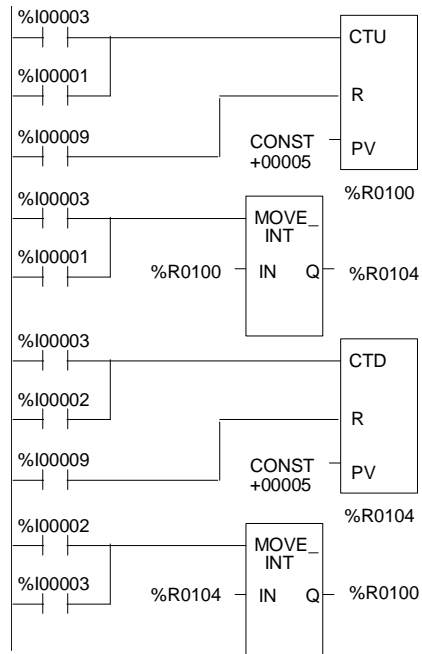 %I00003
CTU
%I00001
R
%I00009
CONST
+00005
PV
%R0100
%I00003
MOVE_
INT
%I00001
%R0100 IN Q %R0104
%I00003
CTD
%I00002
R
%I00009
CONST
+00005
PV
%R0104
%I00002
MOVE_
INT
%I00003
%R0104 IN Q %R0100